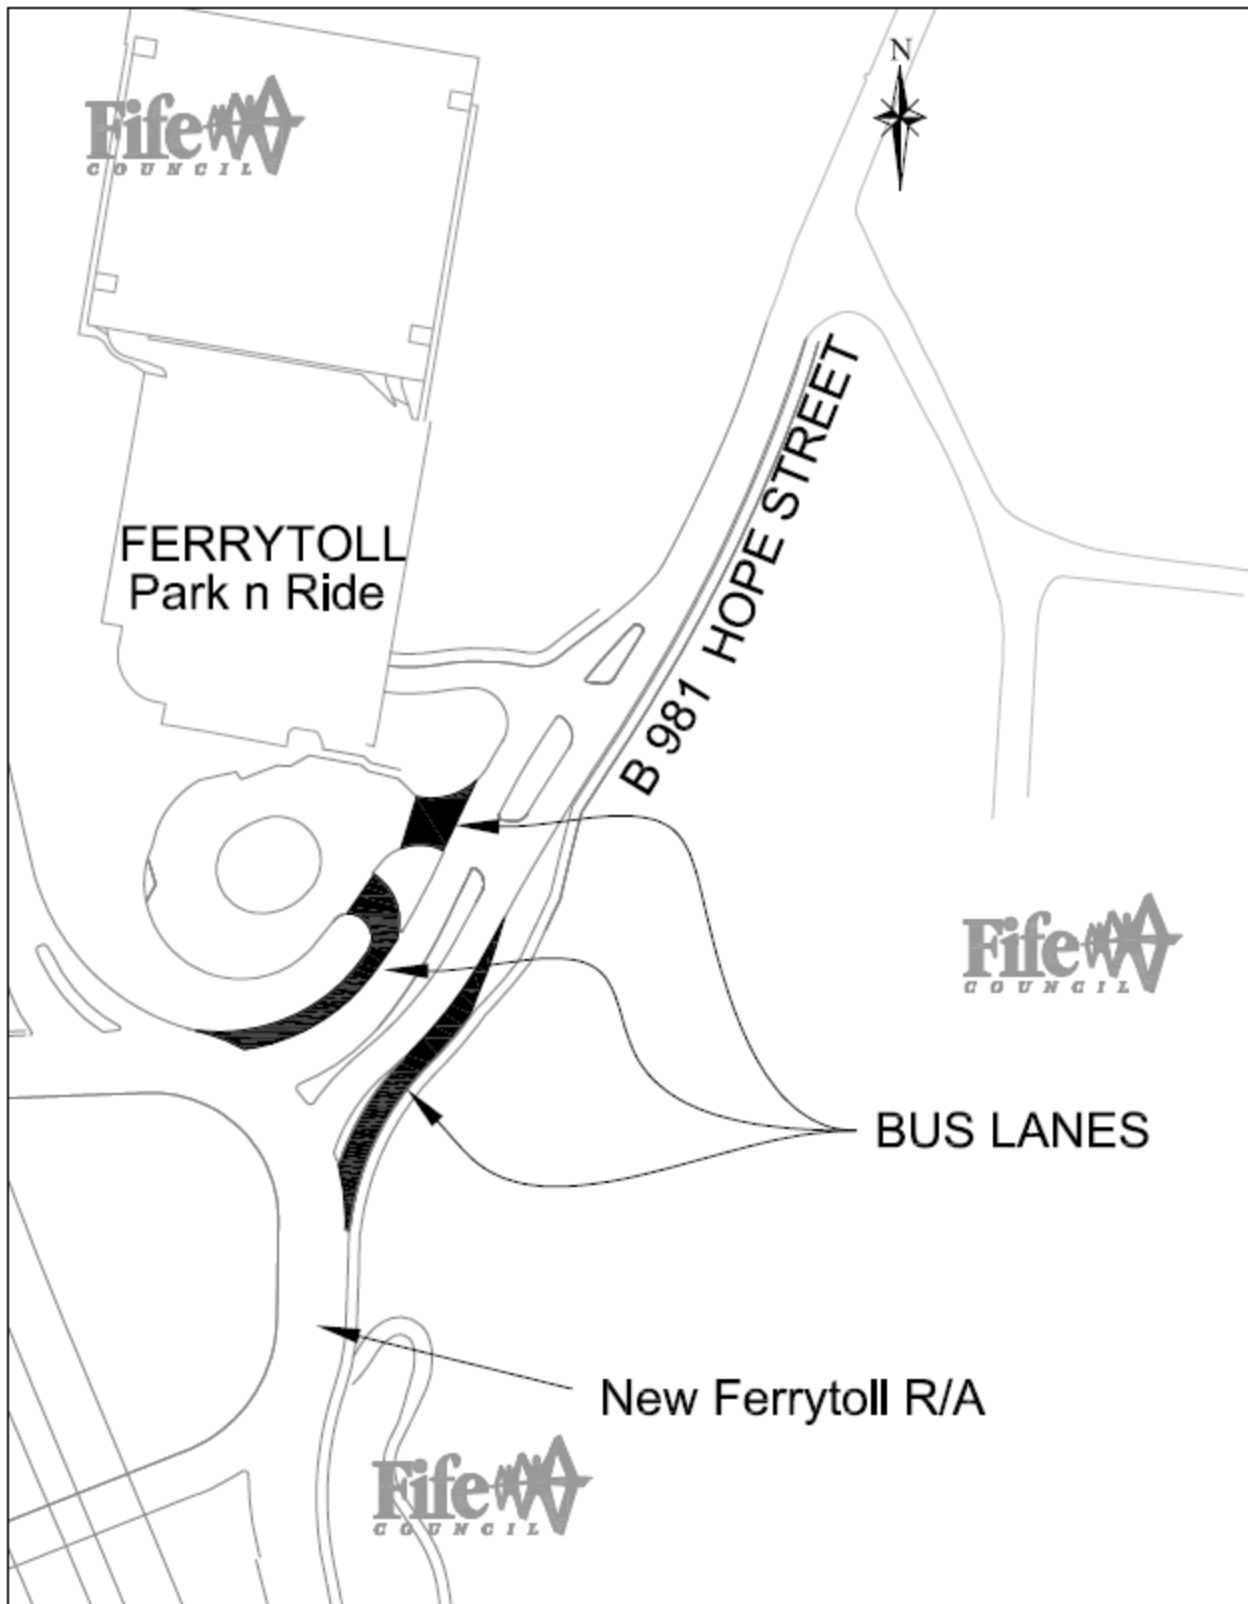 N
Fife
COUNCIL
B 981 HOPE STREET
FERRYTOLL
Park n Ride
Fife
COUNCIL
BUS LANES
New Ferrytoll R/A
Fife
COUNCIL